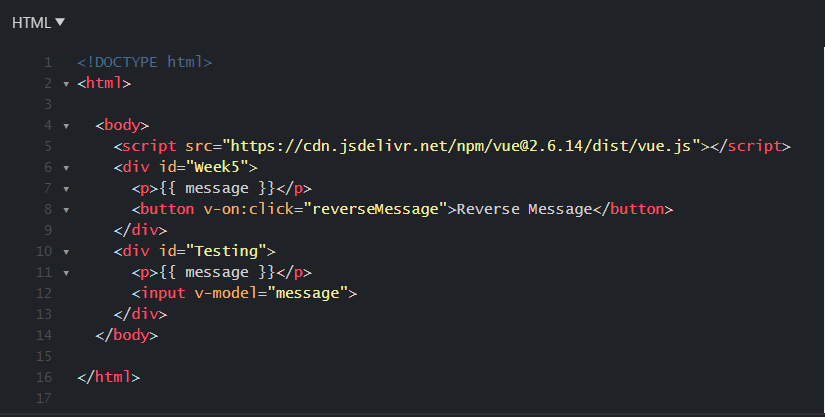 HTML ▼
1 <!DOCTYPE html>
2 ▾ <html>
3
4 ▾ <body>
5 <script src="https://cdn.jsdelivr.net/npm/vue@2.6.14/dist/vue.js"></script>
6 ▾ <div id="Week5">
7 ▾ <p>{{ message }}</p>
8 ▾ <button v-on:click="reverseMessage">Reverse Message</button>
9 </div>
10 ▾ <div id="Testing">
11 ▾ <p>{{ message }}</p>
12 <input v-model="message">
13 </div>
14 </body>
15
16 </html>
17